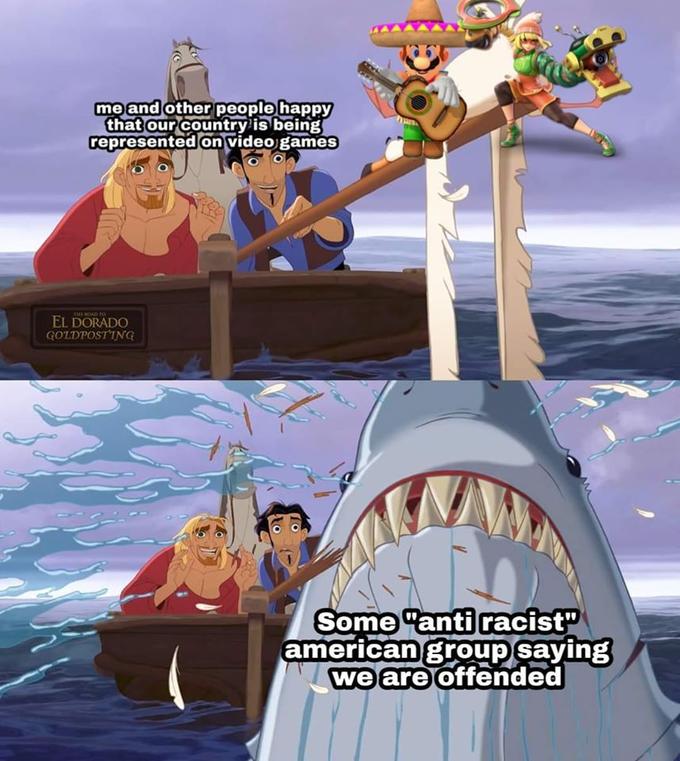 me and other people happy
that our country is being
represented on video games
THE ROAD TO
EL DORADO
GOLDPOSTING
Some "anti racist"
american group saying
we are offended